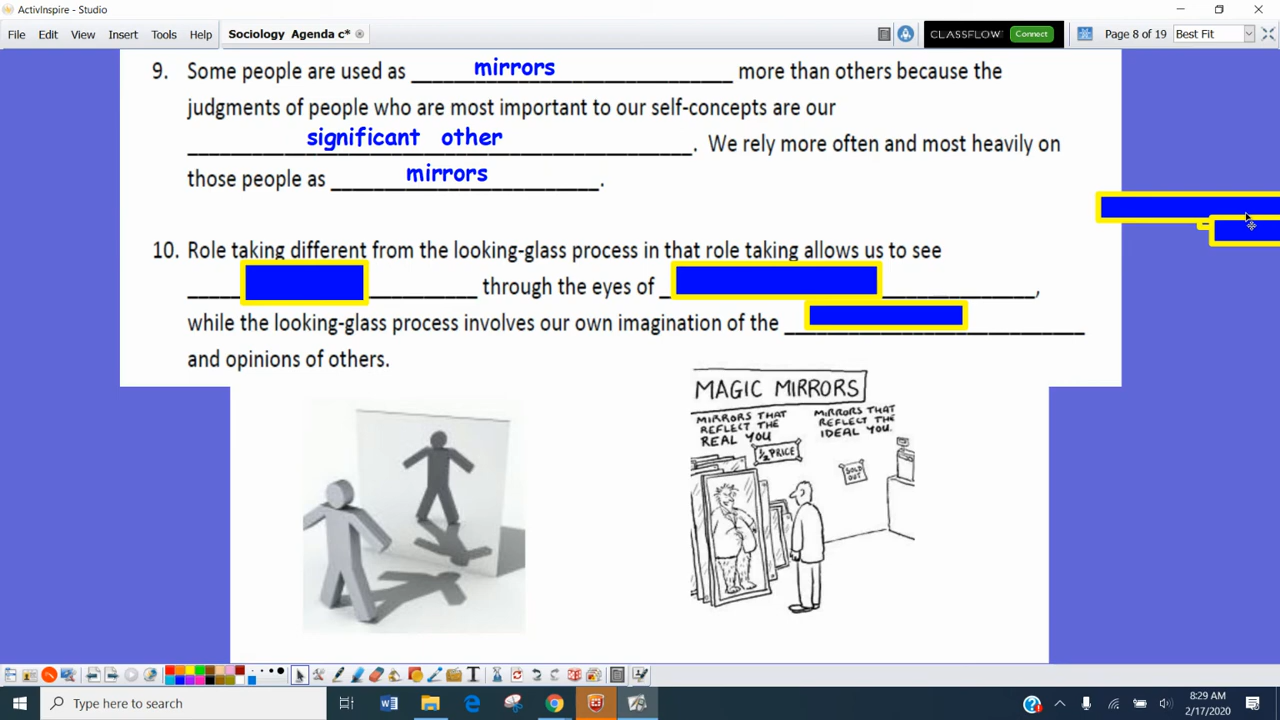 ActivInspire - Studio
File Edit View Insert Tools Help Sociology Agenda c* CLASSFLOW Connect Page 8 of 19 Best Fit
9. Some people are used as mirrors more than others because the
judgments of people who are most important to our self-concepts are our
significant other. We rely more often and most heavily on
those people as mirrors.
10. Role taking different from the looking-glass process in that role taking allows us to see
through the eyes of ,
while the looking-glass process involves our own imagination of the
and opinions of others.
MAGIC MIRRORS
MIRRORS THAT
REFLECT THE
REAL YOU
1/2 PRICE
MIRRORS THAT
REFLECT THE
IDEAL YOU.
SOLD
OUT
Type here to search
8:29 AM
2/17/2020